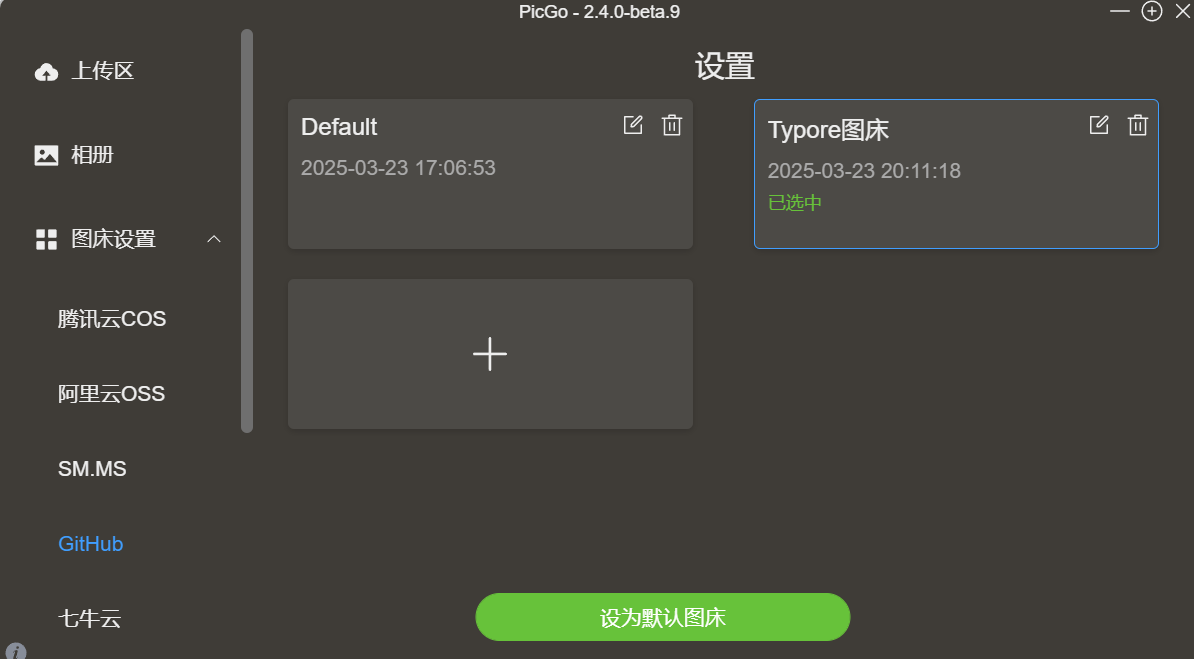 PicGo - 2.4.0-beta.9
上传区
相册
图床设置
腾讯云COS
阿里云OSS
SM.MS
GitHub
七牛云
设置
Default
2025-03-23 17:06:53
Typore图床
2025-03-23 20:11:18
已选中
设为默认图床